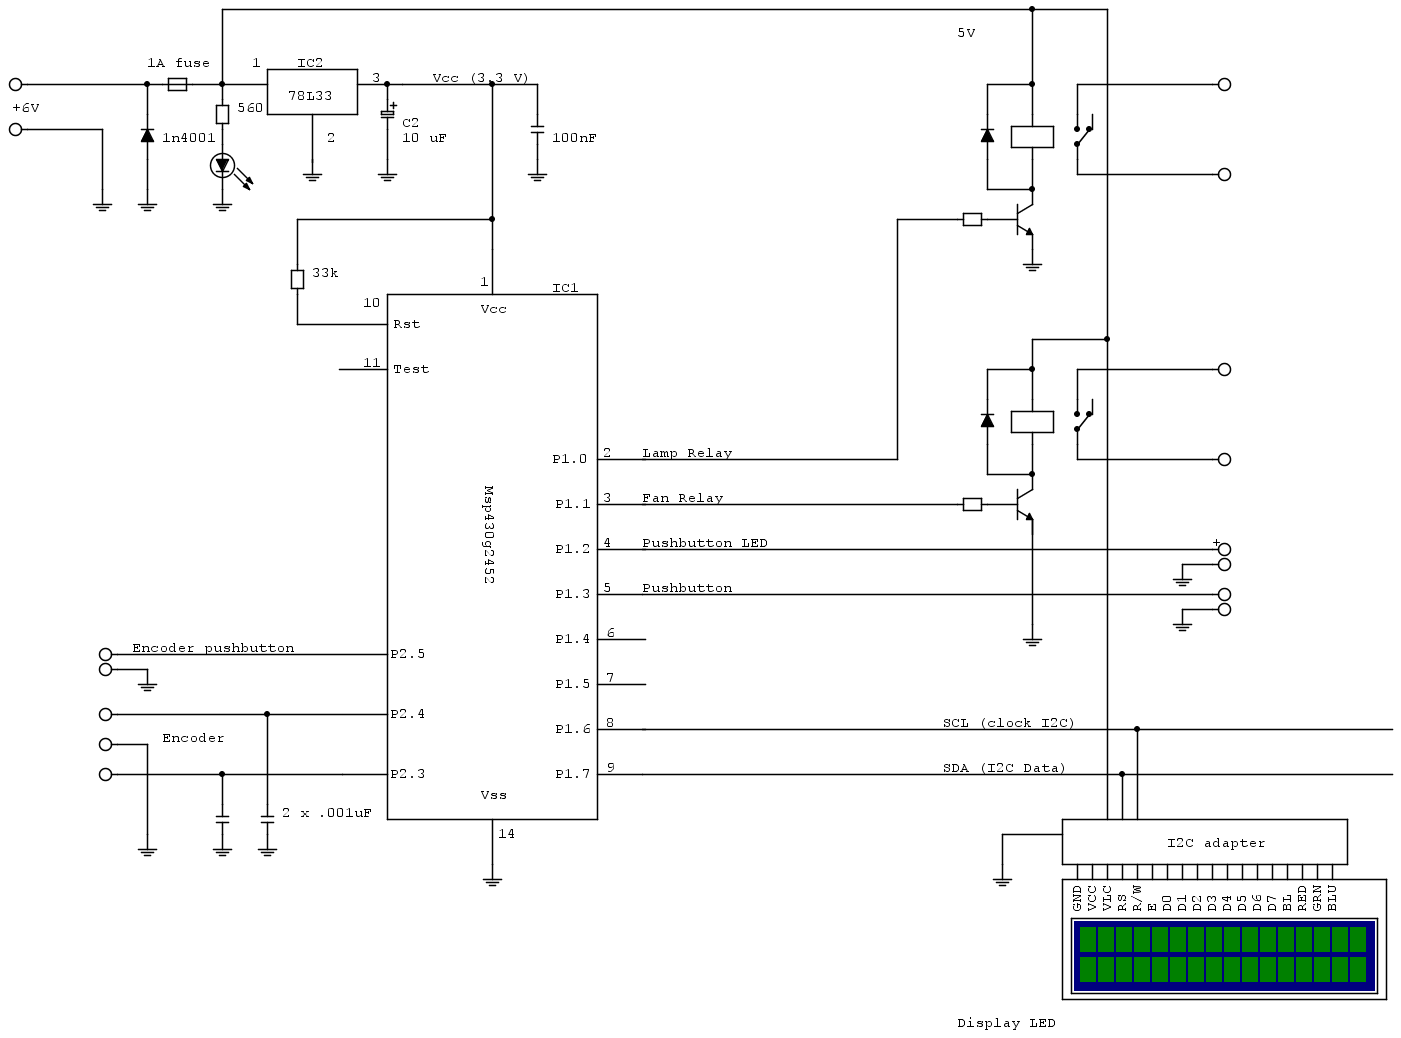 5V
1A fuse
1
IC2
3
Vcc (3,3 V)
78L33
+6V
560
+
C2
10 uF
1n4001
2
100nF
33k
1
IC1
10
Vcc
Rst
11
Test
P1.0
2
Lamp Relay
P1.1
3
Fan Relay
Msp430g2452
P1.2
4
Pushbutton LED
+
P1.3
5
Pushbutton
P1.4
6
Encoder pushbutton
P2.5
P1.5
7
P2.4
P1.6
8
SCL (clock I2C)
Encoder
P2.3
P1.7
9
SDA (I2C Data)
Vss
2 x .001uF
14
I2C adapter
GND
VCC
VLC
RS
R/W
E
D0
D1
D2
D3
D4
D5
D6
D7
BL
RED
GRN
BLU
Display LED